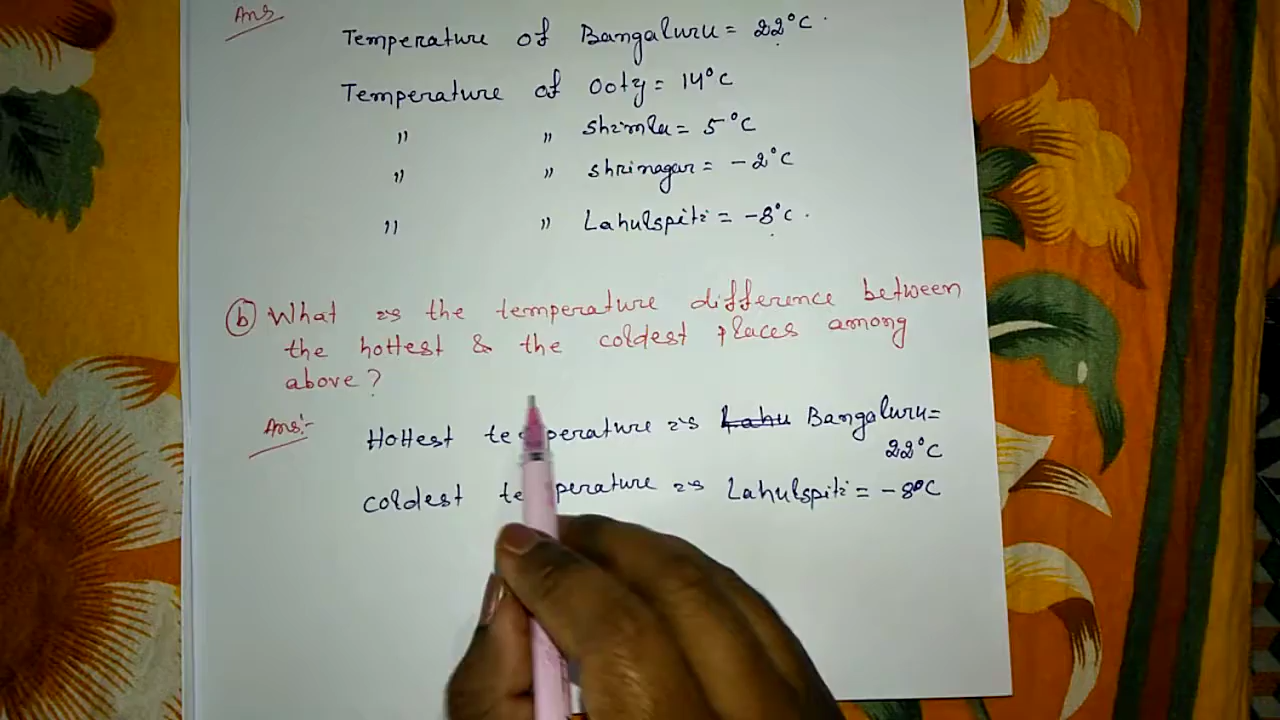 Ans
Temperature of Bangaluru = 22°C.
Temperature of Ooty = 14°C
" " Shimla = 5°C
" " Shrinagar = -2°C
" " Lahulspiti = -8°C.
(b) What is the temperature difference between
the hottest & the coldest places among
above?
Ans:- Hottest temperature is Lahu Bangaluru =
22°C
coldest temperature is Lahulspiti = -8°C